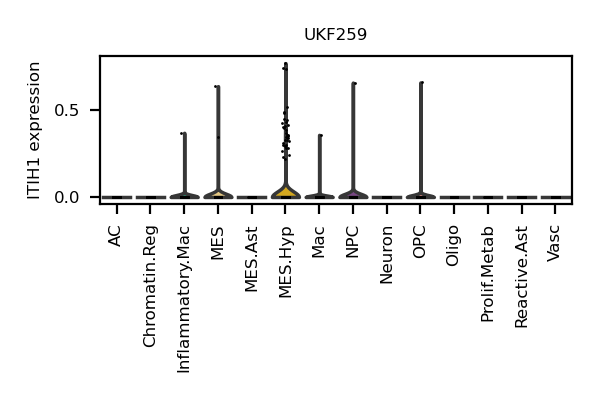 UKF259
ITIH1 expression
0.5
0.0
AC
Chromatin.Reg
Inflammatory.Mac
MES
MES.Ast
MES.Hyp
Mac
NPC
Neuron
OPC
Oligo
Prolif.Metab
Reactive.Ast
Vasc